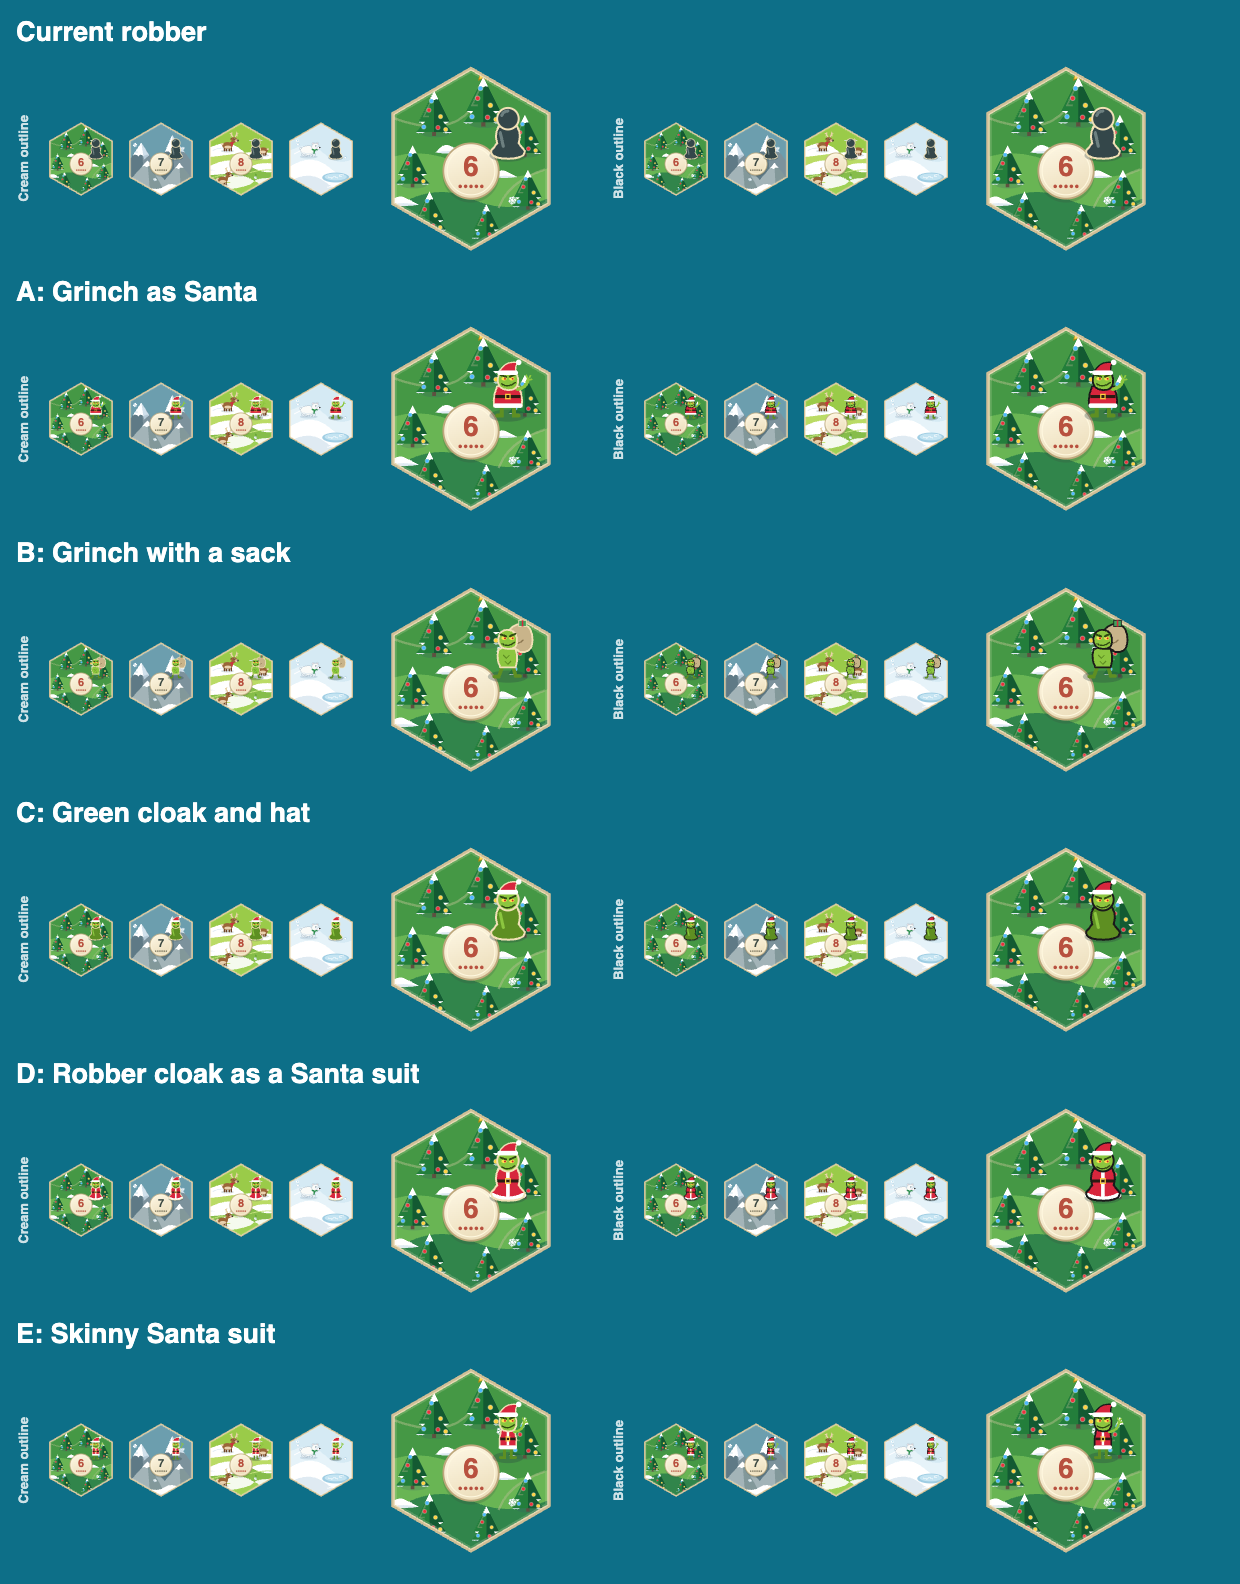 Current robber
Cream outline
6
7
8
6
Black outline
6
7
8
6
A: Grinch as Santa
Cream outline
6
7
8
6
Black outline
6
7
8
6
B: Grinch with a sack
Cream outline
6
7
8
6
Black outline
6
7
8
6
C: Green cloak and hat
Cream outline
6
7
8
6
Black outline
6
7
8
6
D: Robber cloak as a Santa suit
Cream outline
6
7
8
6
Black outline
6
7
8
6
E: Skinny Santa suit
Cream outline
6
7
8
6
Black outline
6
7
8
6